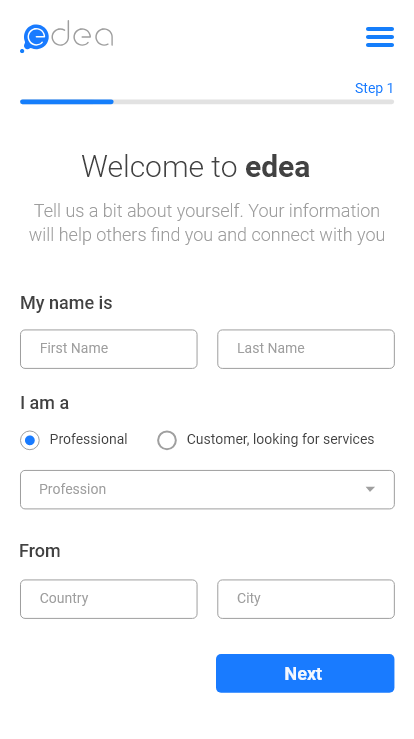 edea
Step 1
Welcome to edea
Tell us a bit about yourself. Your information
will help others find you and connect with you
My name is
First Name
Last Name
I am a
Professional
Customer, looking for services
Profession
From
Country
City
Next